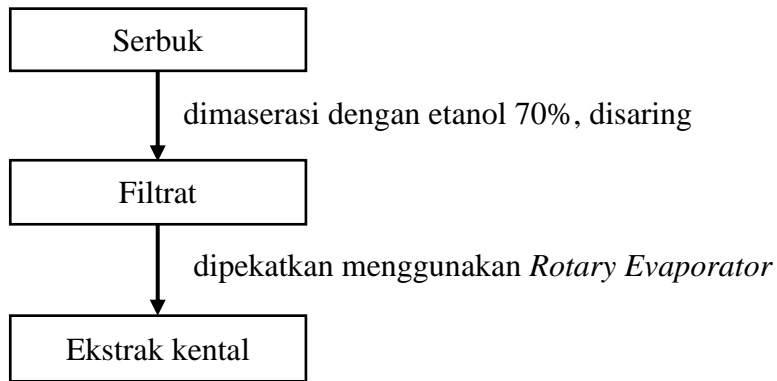 Serbuk
dimaserasi dengan etanol 70%, disaring
Filtrat
dipekatkan menggunakan Rotary Evaporator
Ekstrak kental